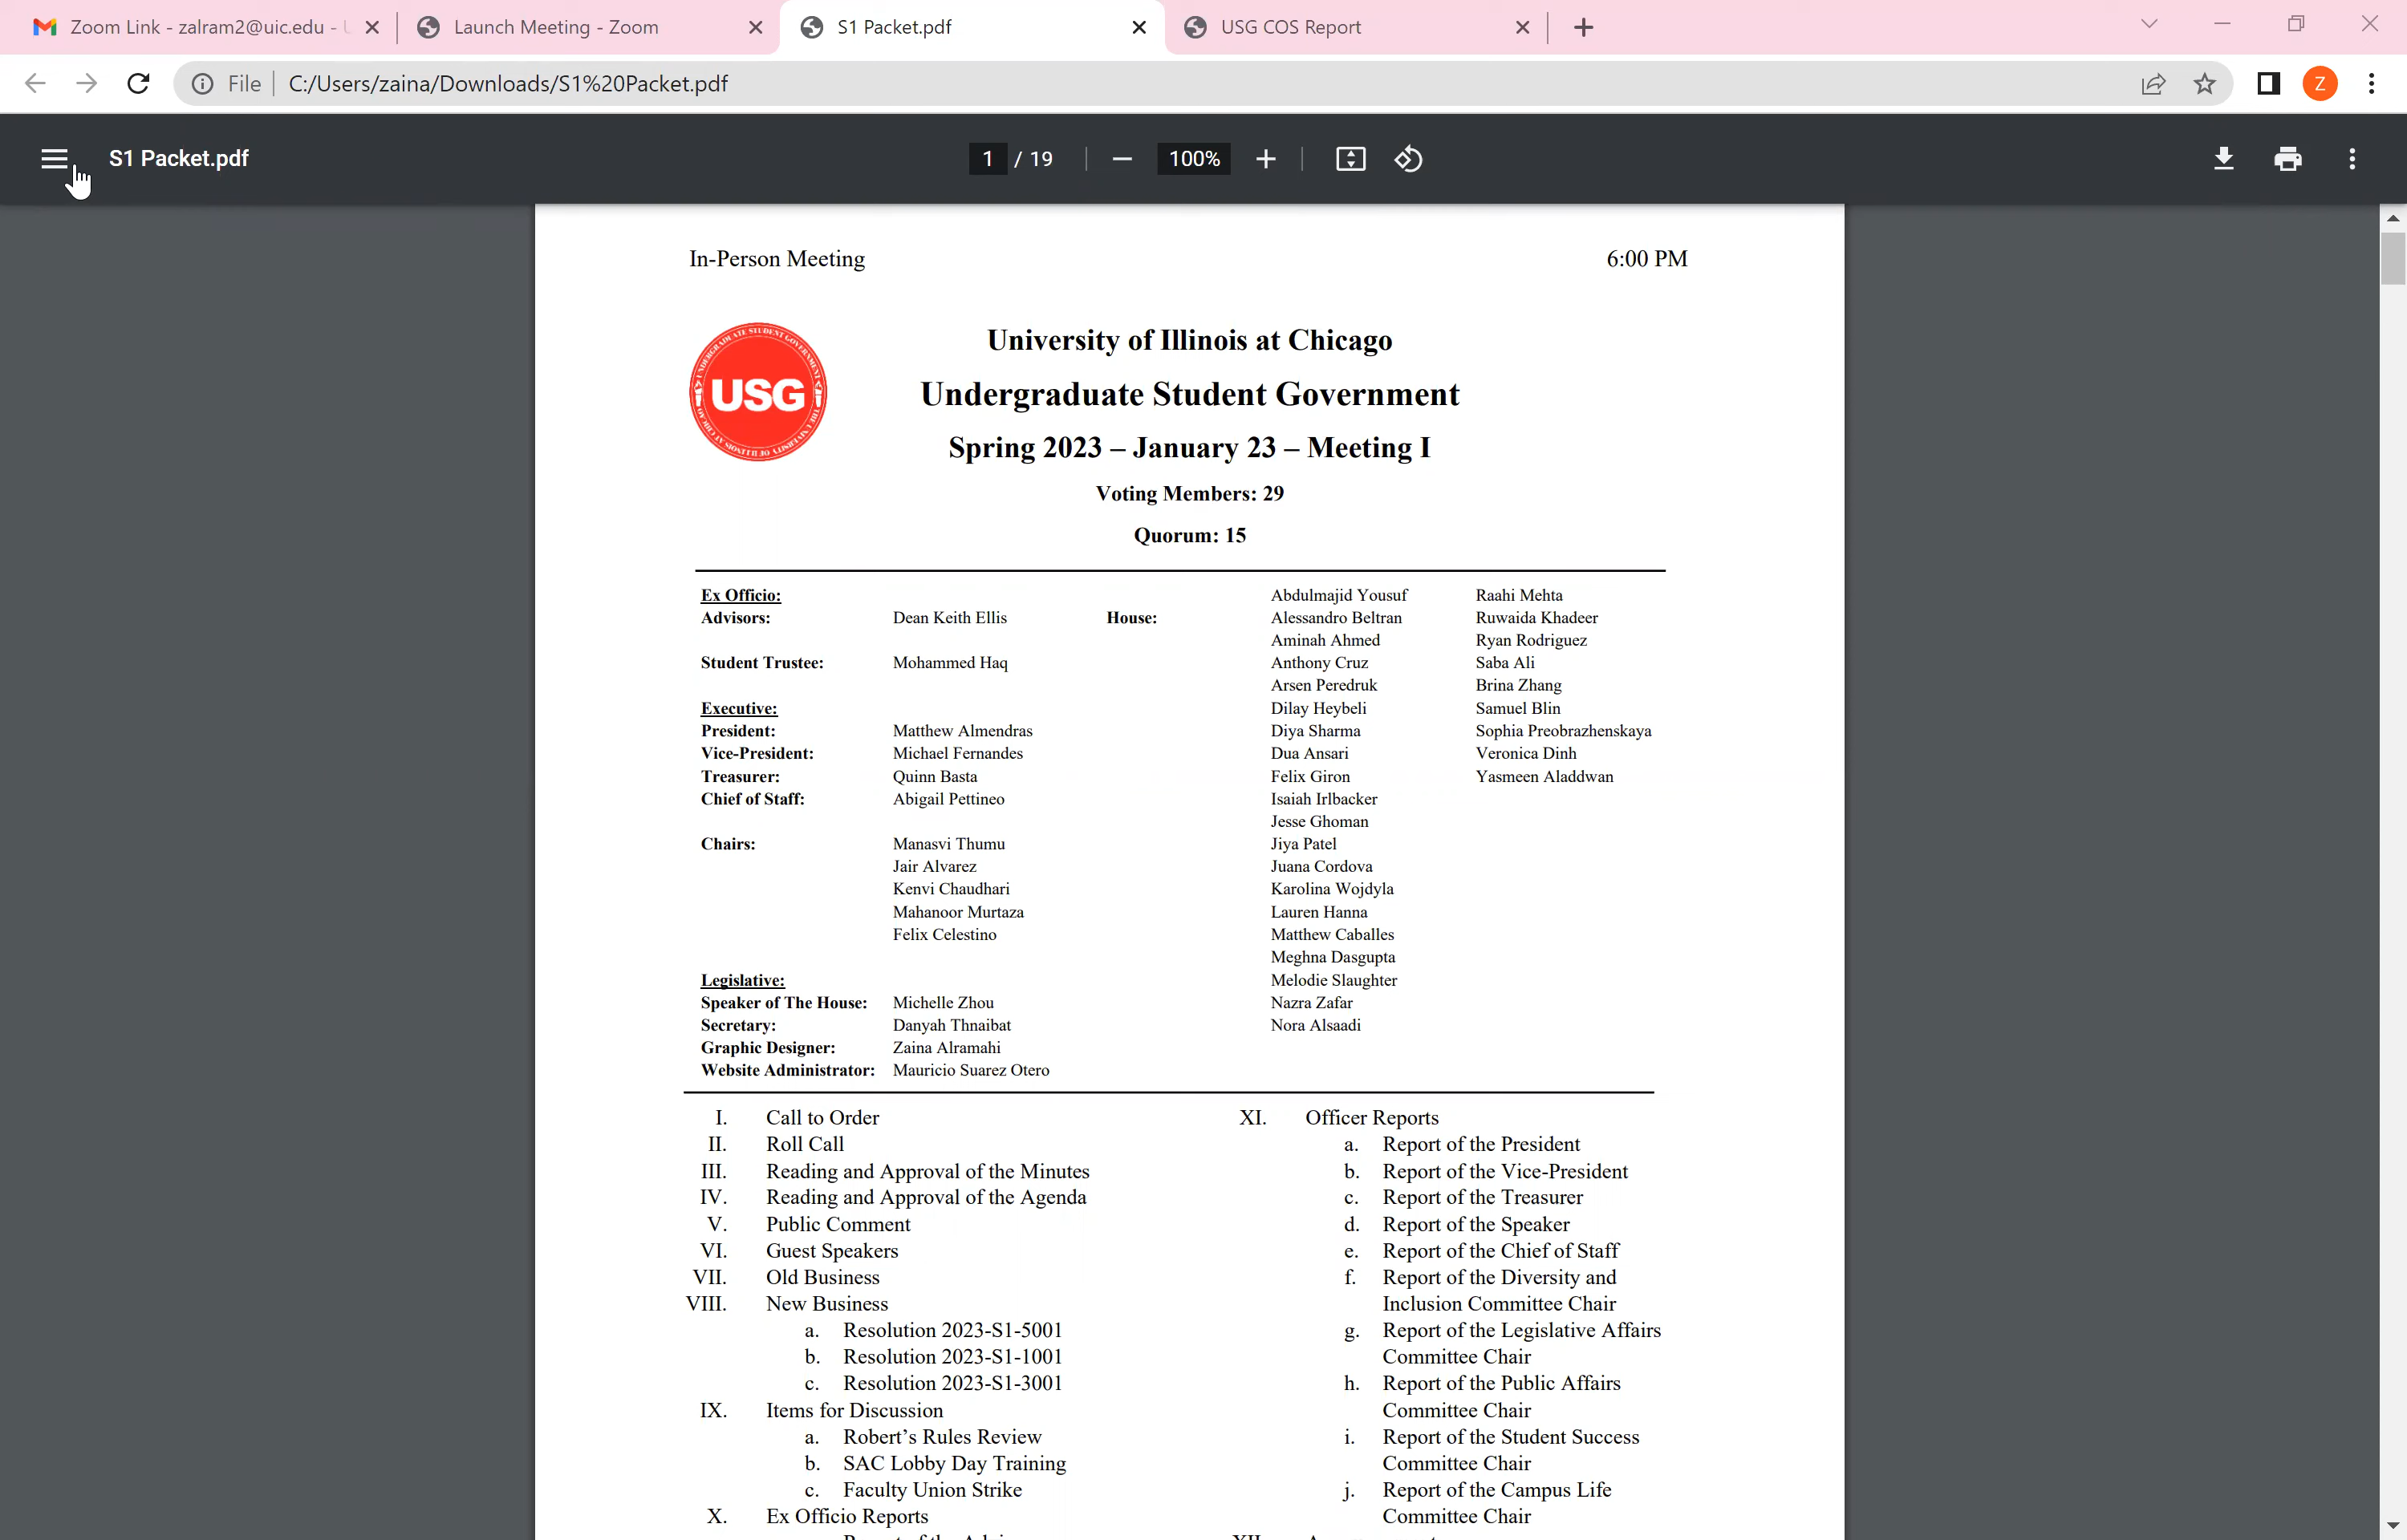 Zoom Link - zalram2@uic.edu - U
Launch Meeting - Zoom
S1 Packet.pdf
USG COS Report
File
C:/Users/zaina/Downloads/S1%20Packet.pdf
Z
S1 Packet.pdf
1 / 19
100%
In-Person Meeting 6:00 PM
UNDERGRADUATE STUDENT GOVERNMENT
USG
THE UNIVERSITY OF ILLINOIS AT CHICAGO
University of Illinois at Chicago
Undergraduate Student Government
Spring 2023 – January 23 – Meeting I
Voting Members: 29
Quorum: 15
Ex Officio:
Advisors: Dean Keith Ellis
Student Trustee: Mohammed Haq
Executive:
President: Matthew Almendras
Vice-President: Michael Fernandes
Treasurer: Quinn Basta
Chief of Staff: Abigail Pettineo
Chairs: Manasvi Thumu
Jair Alvarez
Kenvi Chaudhari
Mahanoor Murtaza
Felix Celestino
Legislative:
Speaker of The House: Michelle Zhou
Secretary: Danyah Thnaibat
Graphic Designer: Zaina Alramahi
Website Administrator: Mauricio Suarez Otero
House:
Abdulmajid Yousuf
Alessandro Beltran
Aminah Ahmed
Anthony Cruz
Arsen Peredruk
Dilay Heybeli
Diya Sharma
Dua Ansari
Felix Giron
Isaiah Irlbacker
Jesse Ghoman
Jiya Patel
Juana Cordova
Karolina Wojdyla
Lauren Hanna
Matthew Caballes
Meghna Dasgupta
Melodie Slaughter
Nazra Zafar
Nora Alsaadi
Raahi Mehta
Ruwaida Khadeer
Ryan Rodriguez
Saba Ali
Brina Zhang
Samuel Blin
Sophia Preobrazhenskaya
Veronica Dinh
Yasmeen Aladdwan
I. Call to Order
II. Roll Call
III. Reading and Approval of the Minutes
IV. Reading and Approval of the Agenda
V. Public Comment
VI. Guest Speakers
VII. Old Business
VIII. New Business
a. Resolution 2023-S1-5001
b. Resolution 2023-S1-1001
c. Resolution 2023-S1-3001
IX. Items for Discussion
a. Robert's Rules Review
b. SAC Lobby Day Training
c. Faculty Union Strike
X. Ex Officio Reports
XI. Officer Reports
a. Report of the President
b. Report of the Vice-President
c. Report of the Treasurer
d. Report of the Speaker
e. Report of the Chief of Staff
f. Report of the Diversity and
Inclusion Committee Chair
g. Report of the Legislative Affairs
Committee Chair
h. Report of the Public Affairs
Committee Chair
i. Report of the Student Success
Committee Chair
j. Report of the Campus Life
Committee Chair